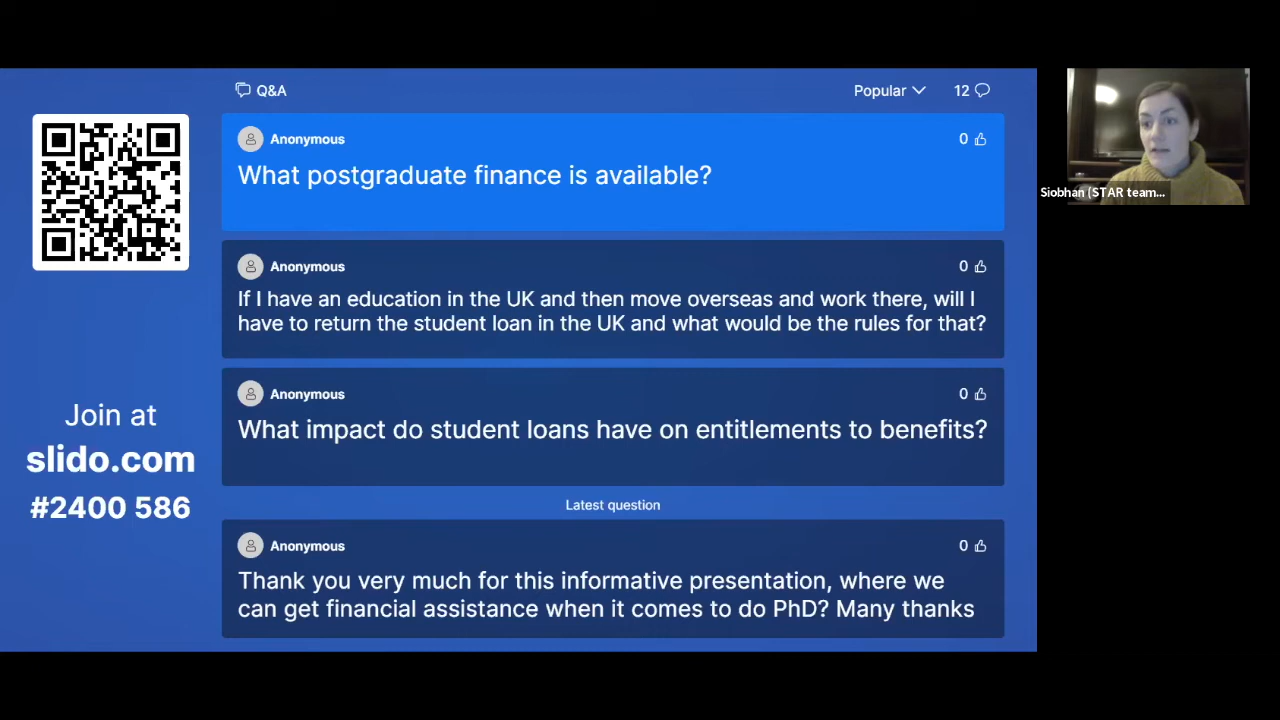 Q&A
Popular
12
Anonymous
0
What postgraduate finance is available?
Anonymous
0
If I have an education in the UK and then move overseas and work there, will I
have to return the student loan in the UK and what would be the rules for that?
Anonymous
0
What impact do student loans have on entitlements to benefits?
Latest question
Anonymous
0
Thank you very much for this informative presentation, where we
can get financial assistance when it comes to do PhD? Many thanks
Join at
slido.com
#2400 586
Siobhan (STAR team...